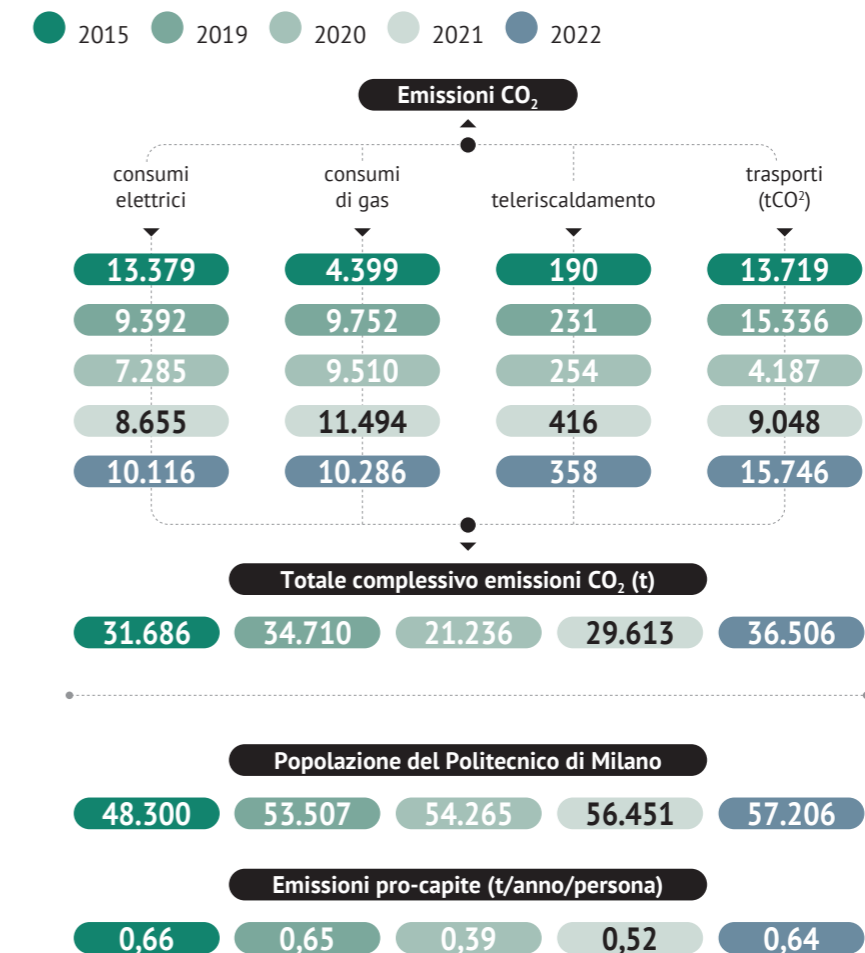 2015 2019 2020 2021 2022
Emissioni CO₂
consumi elettrici
consumi di gas
teleriscaldamento
trasporti (tCO²)
13.379 4.399 190 13.719
9.392 9.752 231 15.336
7.285 9.510 254 4.187
8.655 11.494 416 9.048
10.116 10.286 358 15.746
Totale complessivo emissioni CO₂ (t)
31.686 34.710 21.236 29.613 36.506
Popolazione del Politecnico di Milano
48.300 53.507 54.265 56.451 57.206
Emissioni pro-capite (t/anno/persona)
0,66 0,65 0,39 0,52 0,64